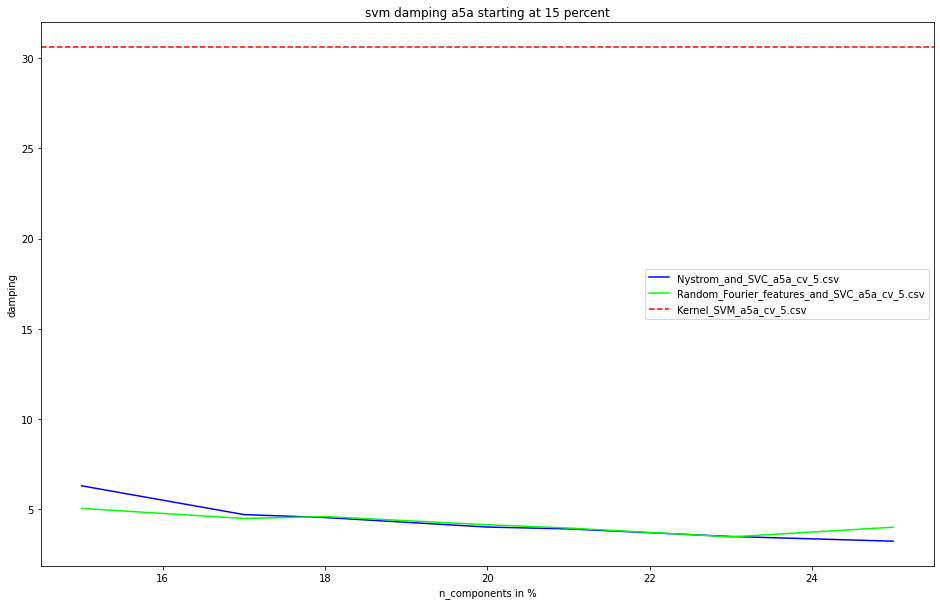 svm damping a5a starting at 15 percent
damping
30
25
20
15
10
5
Nystrom_and_SVC_a5a_cv_5.csv
Random_Fourier_features_and_SVC_a5a_cv_5.csv
Kernel_SVM_a5a_cv_5.csv
16 18 20 22 24
n_components in %